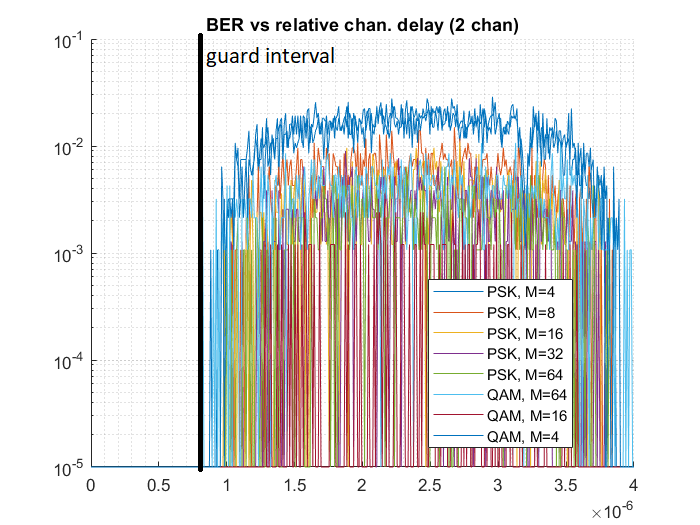 BER vs relative chan. delay (2 chan)
guard interval
10^-1
10^-2
10^-3
10^-4
10^-5
PSK, M=4
PSK, M=8
PSK, M=16
PSK, M=32
PSK, M=64
QAM, M=64
QAM, M=16
QAM, M=4
0 0.5 1 1.5 2 2.5 3 3.5 4
×10^-6